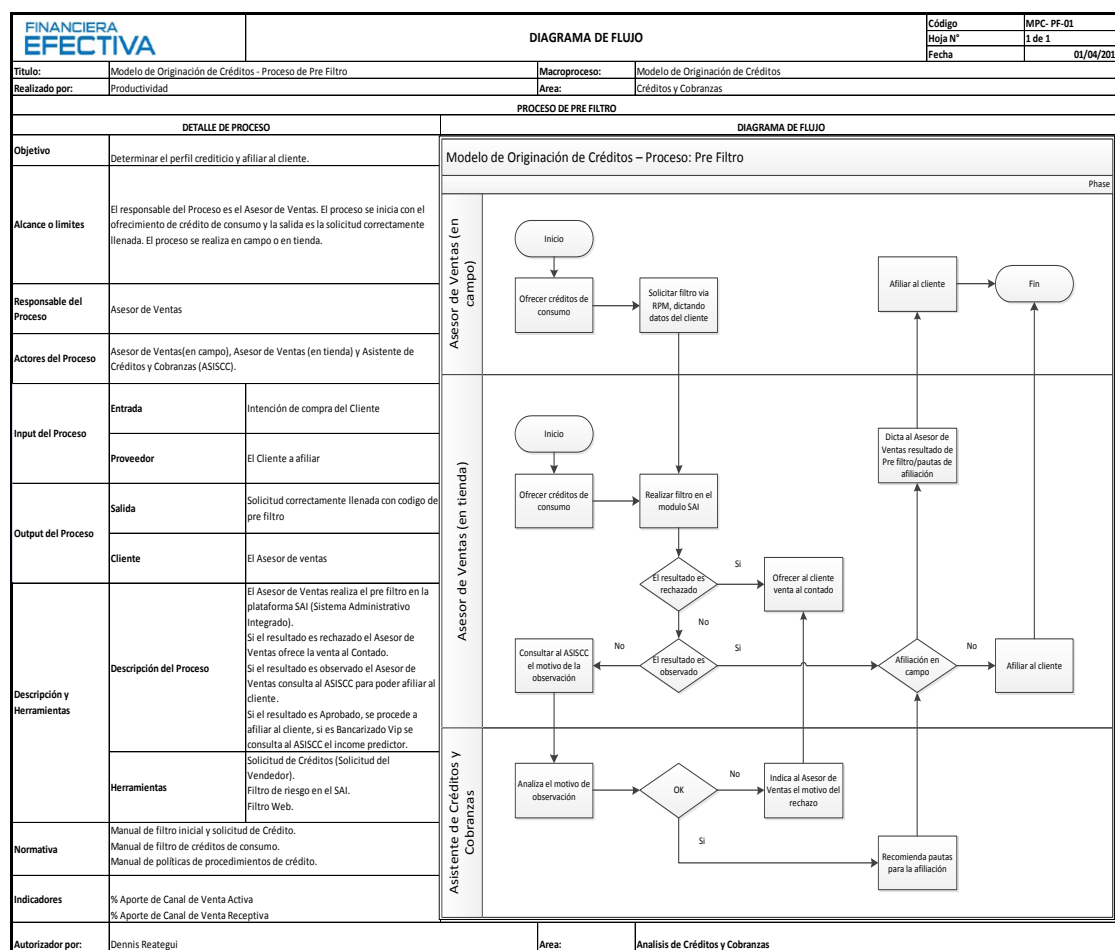 FINANCIERA
EFECTIVA
DIAGRAMA DE FLUJO
Código
MPC- PF-01
Hoja N°
1 de 1
Fecha
01/04/201
Titulo:
Modelo de Originación de Créditos - Proceso de Pre Filtro
Macroproceso:
Modelo de Originación de Créditos
Realizado por:
Productividad
Area:
Créditos y Cobranzas
PROCESO DE PRE FILTRO
DETALLE DE PROCESO
DIAGRAMA DE FLUJO
Objetivo
Determinar el perfil crediticio y afiliar al cliente.
Alcance o limites
El responsable del Proceso es el Asesor de Ventas. El proceso se inicia con el
ofrecimiento de crédito de consumo y la salida es la solicitud correctamente
llenada. El proceso se realiza en campo o en tienda.
Responsable del
Proceso
Asesor de Ventas
Actores del Proceso
Asesor de Ventas(en campo), Asesor de Ventas (en tienda) y Asistente de
Créditos y Cobranzas (ASISCC).
Input del Proceso
Entrada
Intención de compra del Cliente
Proveedor
El Cliente a afiliar
Output del Proceso
Salida
Solicitud correctamente llenada con codigo de
pre filtro
Cliente
El Asesor de ventas
Descripción y
Herramientas
Descripción del Proceso
El Asesor de Ventas realiza el pre filtro en la
plataforma SAI (Sistema Administrativo
Integrado).
Si el resultado es rechazado el Asesor de
Ventas ofrece la venta al Contado.
Si el resultado es observado el Asesor de
Ventas consulta al ASISCC para poder afiliar al
cliente.
Si el resultado es Aprobado, se procede a
afiliar al cliente, si es Bancarizado Vip se
consulta al ASISCC el income predictor.
Herramientas
Solicitud de Créditos (Solicitud del
Vendedor).
Filtro de riesgo en el SAI.
Filtro Web.
Normativa
Manual de filtro inicial y solicitud de Crédito.
Manual de filtro de créditos de consumo.
Manual de políticas de procedimientos de crédito.
Indicadores
% Aporte de Canal de Venta Activa
% Aporte de Canal de Venta Receptiva
Autorizador por:
Dennis Reategui
Area:
Analisis de Créditos y Cobranzas
Modelo de Originación de Créditos – Proceso: Pre Filtro
Phase
Asesor de Ventas (en
campo)
Inicio
Ofrecer créditos de
consumo
Solicitar filtro via
RPM, dictando
datos del cliente
Afiliar al cliente
Fin
Asesor de Ventas (en tienda)
Inicio
Ofrecer créditos de
consumo
Realizar filtro en el
modulo SAI
Dicta al Asesor de
Ventas resultado de
Pre filtro/pautas de
afiliación
El resultado es
rechazado
Si
Ofrecer al cliente
venta al contado
No
Consultar al ASISCC
el motivo de la
observación
No
El resultado es
observado
Si
Afiliación en
campo
No
Afiliar al cliente
Asistente de Créditos y
Cobranzas
Analiza el motivo de
observación
OK
No
Indica al Asesor de
Ventas el motivo del
rechazo
Si
Recomienda pautas
para la afiliación